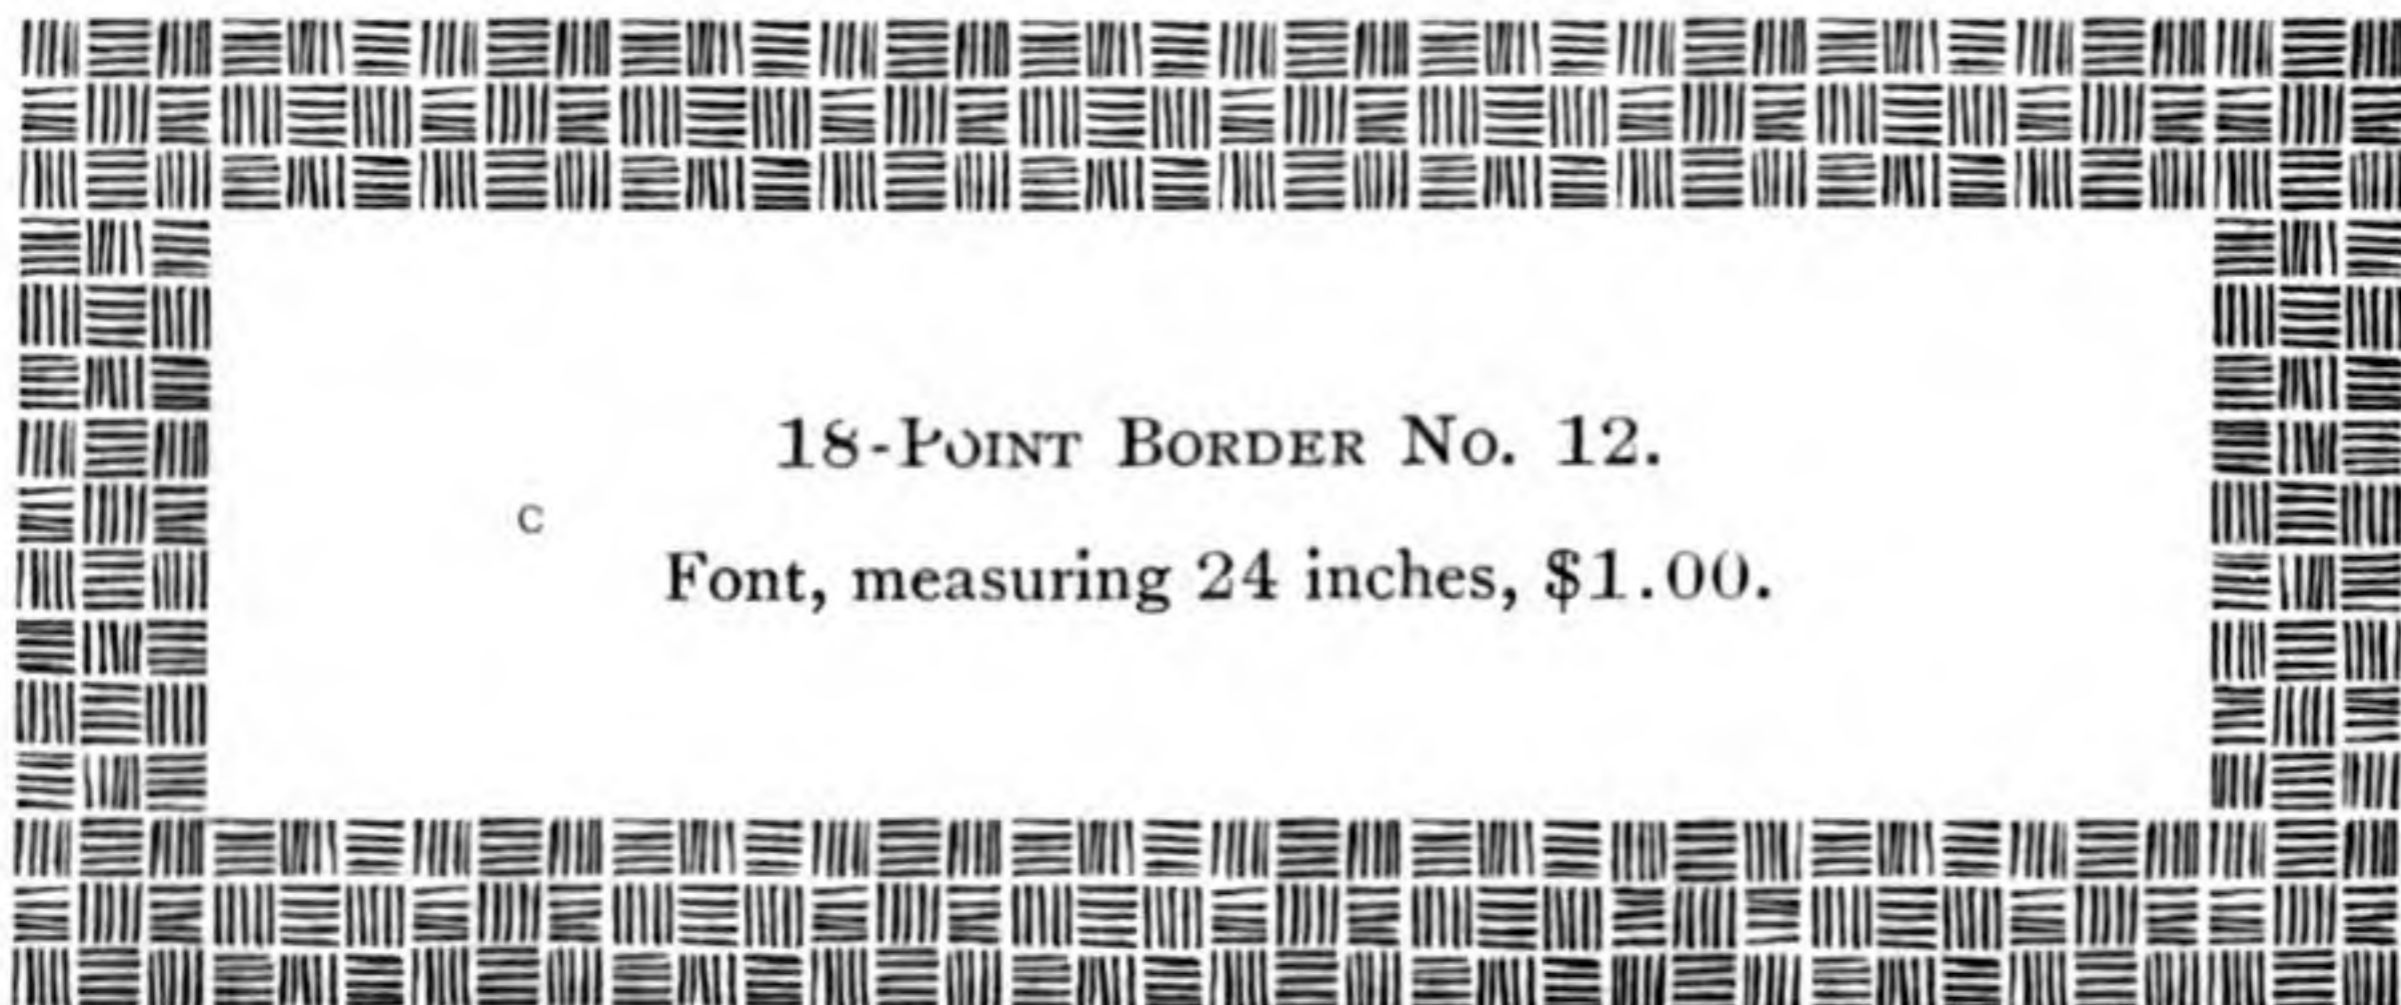 18-Point Border No. 12.
c
Font, measuring 24 inches, $1.00.